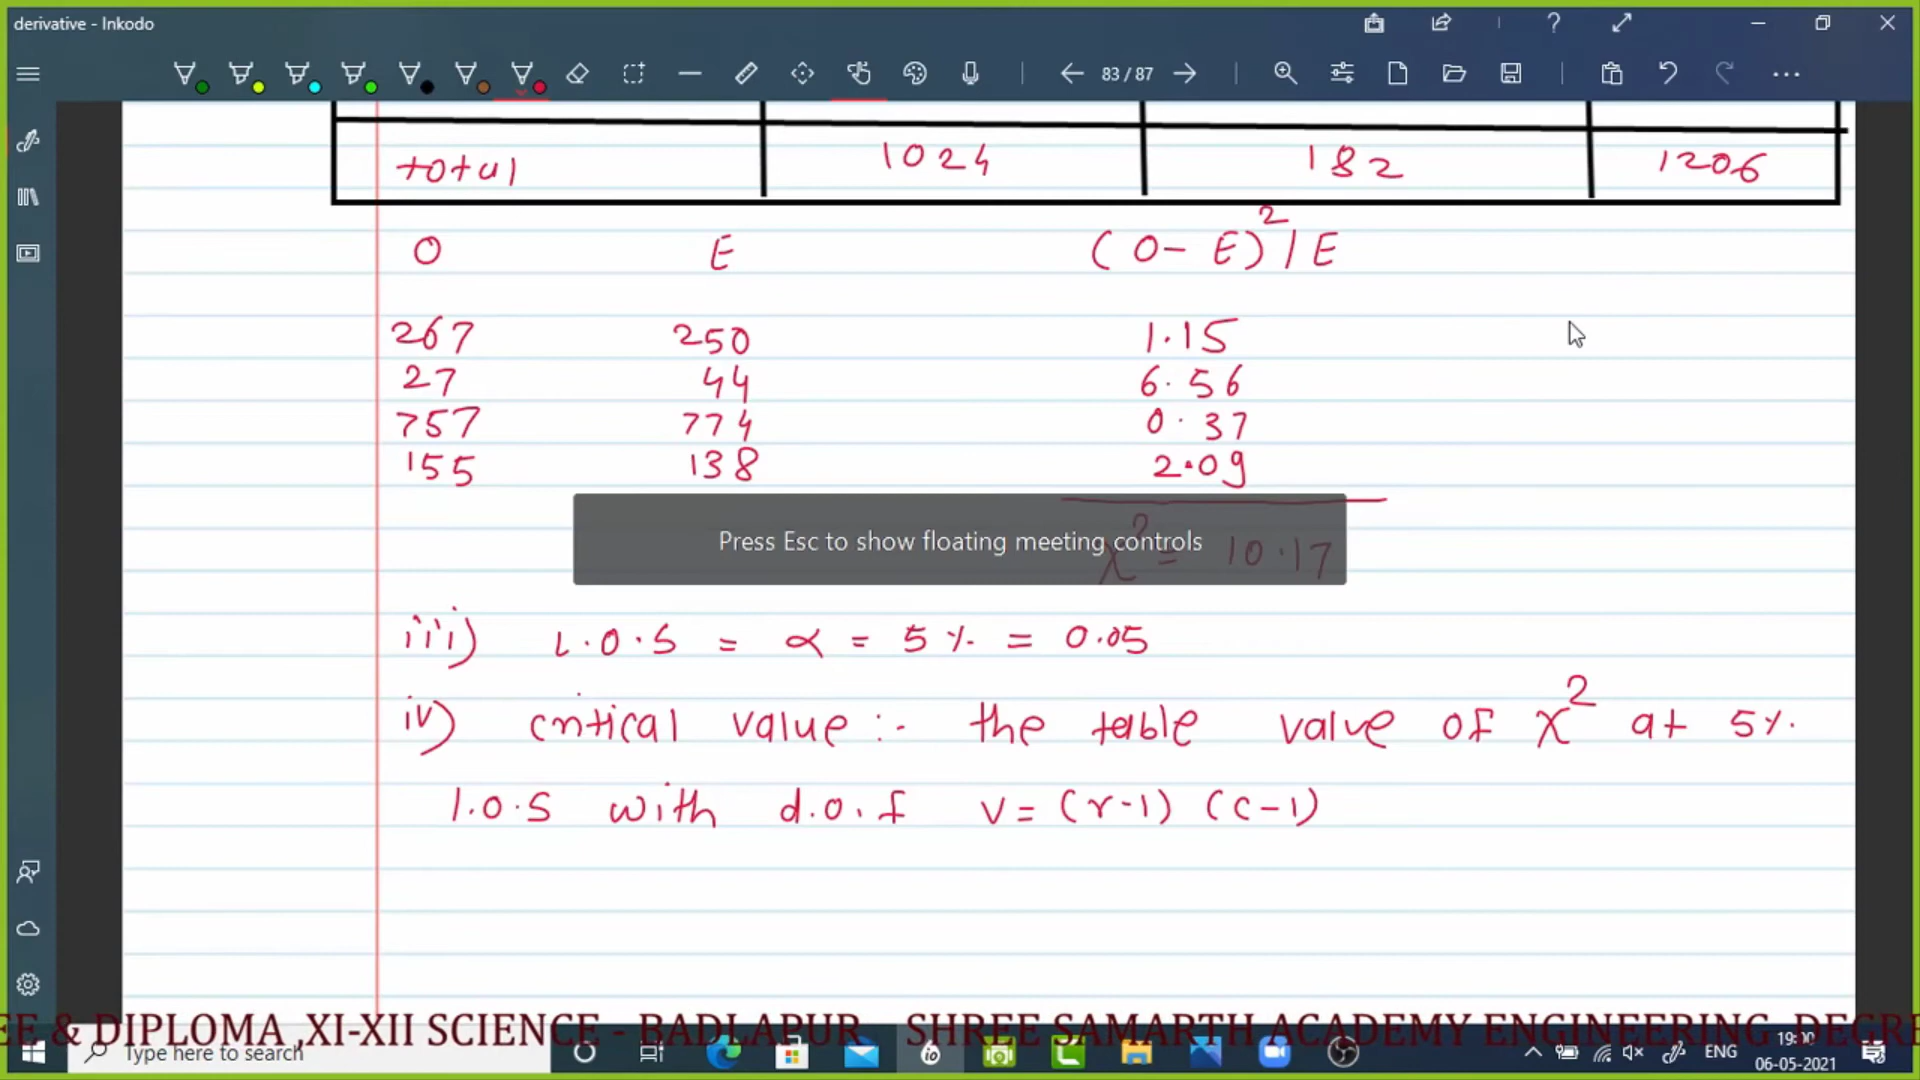 derivative - Inkodo
83 / 87
total 1024 182 1206
O E (O - E)² / E
267 250 1.15
27 44 6.56
757 774 0.37
155 138 2.09
Press Esc to show floating meeting controls
χ² = 10.17
iii) l.o.s = α = 5 % = 0.05
iv) critical value :- the table value of χ² at 5%
l.o.s with d.o.f v = (r-1) (c-1)
EE & DIPLOMA ,XI-XII SCIENCE - BADLAPUR SHREE SAMARTH ACADEMY ENGINEERING DEGRE
Type here to search
ENG
19:00
06-05-2021